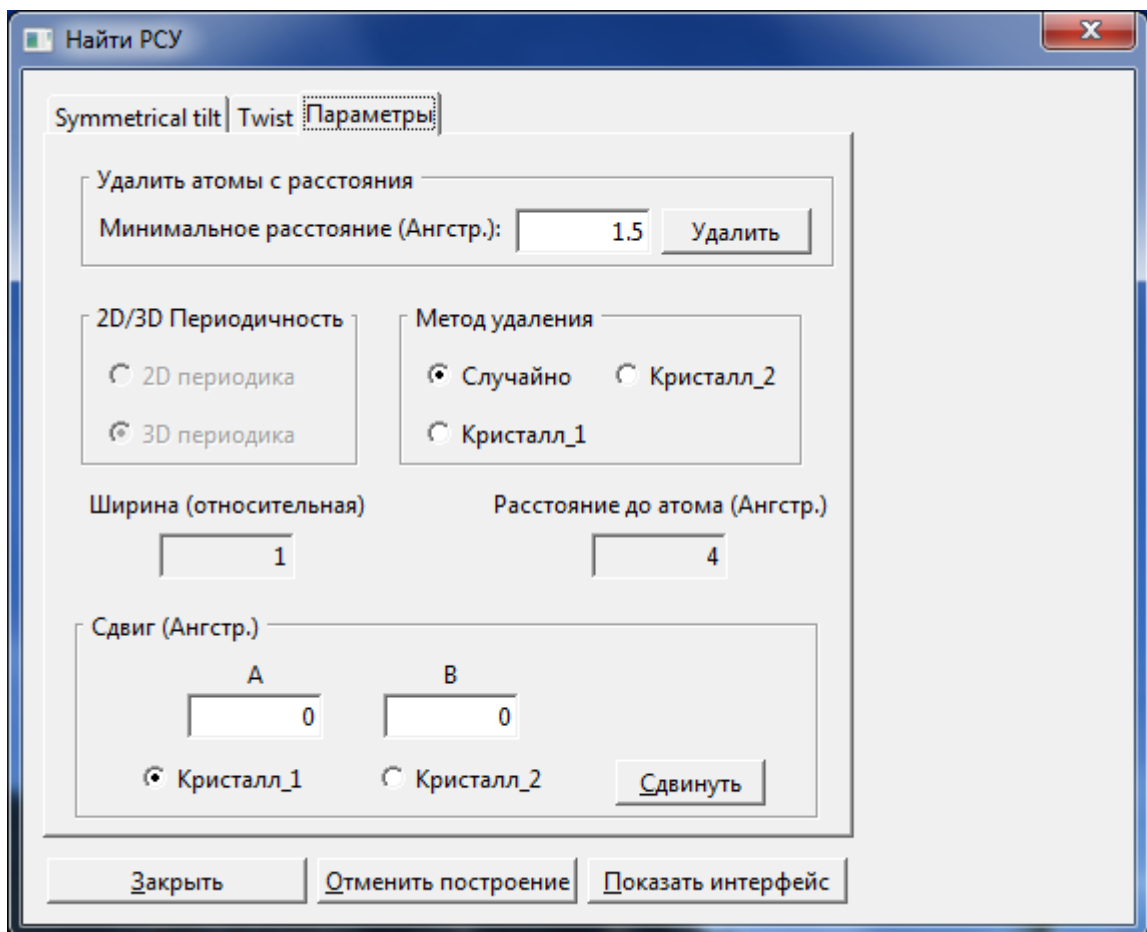 Найти РСУ
Symmetrical tilt Twist Параметры
Удалить атомы с расстояния
Минимальное расстояние (Ангстр.): 1.5 Удалить
2D/3D Периодичность Метод удаления
2D периодика Случайно Кристалл_2
3D периодика Кристалл_1
Ширина (относительная) Расстояние до атома (Ангстр.)
1 4
Сдвиг (Ангстр.)
A B
0 0
Кристалл_1 Кристалл_2 Сдвинуть
Закрыть Отменить построение Показать интерфейс